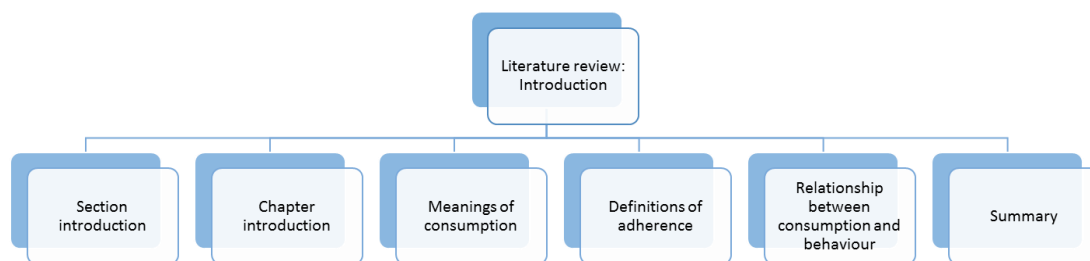 Literature review:
Introduction
Section
introduction
Chapter
introduction
Meanings of
consumption
Definitions of
adherence
Relationship
between
consumption and
behaviour
Summary